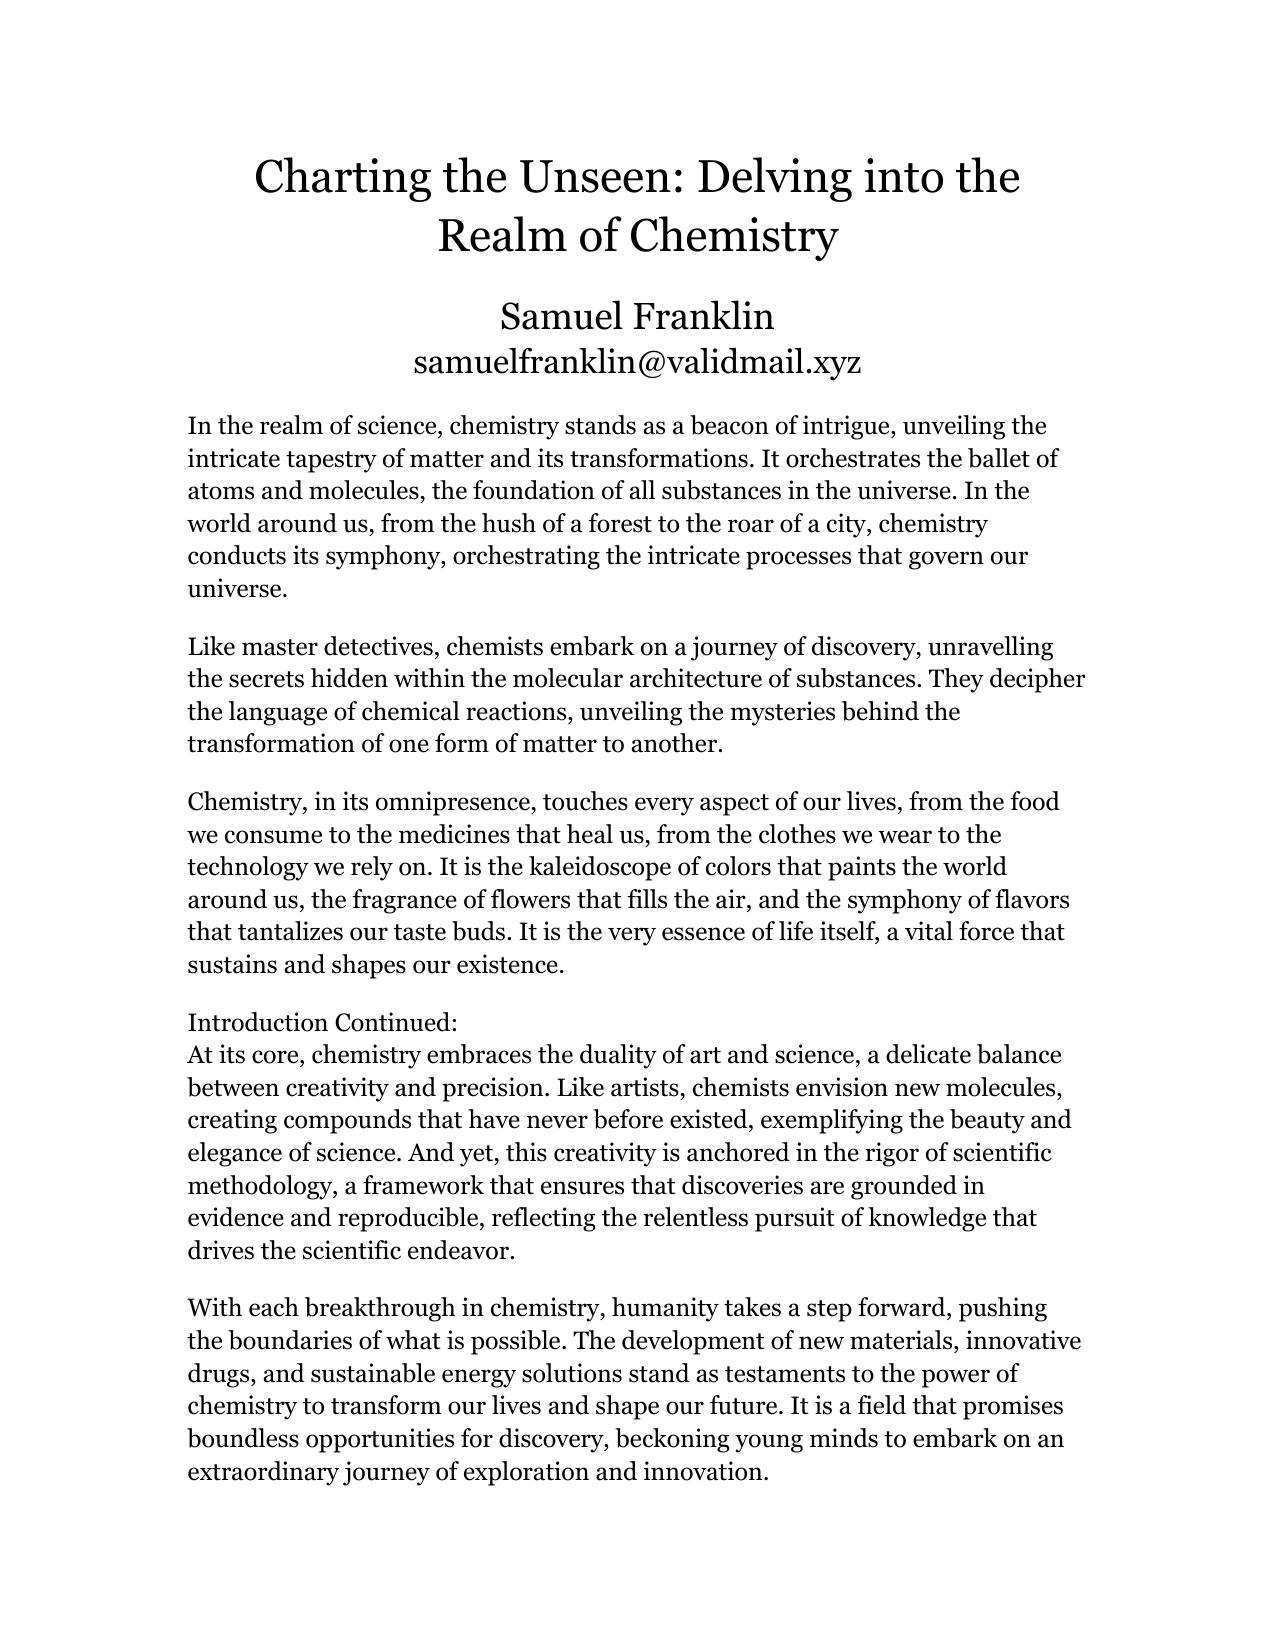 Charting the Unseen: Delving into the
Realm of Chemistry
Samuel Franklin
samuelfranklin@validmail.xyz
In the realm of science, chemistry stands as a beacon of intrigue, unveiling the
intricate tapestry of matter and its transformations. It orchestrates the ballet of
atoms and molecules, the foundation of all substances in the universe. In the
world around us, from the hush of a forest to the roar of a city, chemistry
conducts its symphony, orchestrating the intricate processes that govern our
universe.
Like master detectives, chemists embark on a journey of discovery, unravelling
the secrets hidden within the molecular architecture of substances. They decipher
the language of chemical reactions, unveiling the mysteries behind the
transformation of one form of matter to another.
Chemistry, in its omnipresence, touches every aspect of our lives, from the food
we consume to the medicines that heal us, from the clothes we wear to the
technology we rely on. It is the kaleidoscope of colors that paints the world
around us, the fragrance of flowers that fills the air, and the symphony of flavors
that tantalizes our taste buds. It is the very essence of life itself, a vital force that
sustains and shapes our existence.
Introduction Continued:
At its core, chemistry embraces the duality of art and science, a delicate balance
between creativity and precision. Like artists, chemists envision new molecules,
creating compounds that have never before existed, exemplifying the beauty and
elegance of science. And yet, this creativity is anchored in the rigor of scientific
methodology, a framework that ensures that discoveries are grounded in
evidence and reproducible, reflecting the relentless pursuit of knowledge that
drives the scientific endeavor.
With each breakthrough in chemistry, humanity takes a step forward, pushing
the boundaries of what is possible. The development of new materials, innovative
drugs, and sustainable energy solutions stand as testaments to the power of
chemistry to transform our lives and shape our future. It is a field that promises
boundless opportunities for discovery, beckoning young minds to embark on an
extraordinary journey of exploration and innovation.